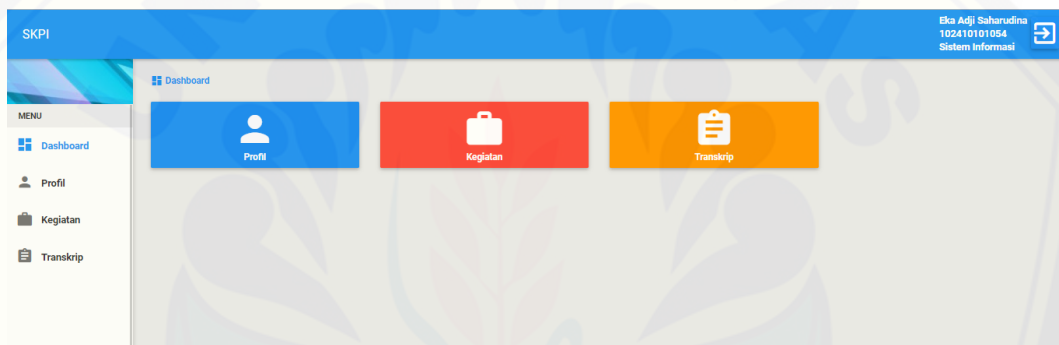 SKPI
Eka Adji Saharudina
102410101054
Sistem Informasi
MENU
Dashboard
Profil
Kegiatan
Transkrip
Dashboard
Profil
Kegiatan
Transkrip